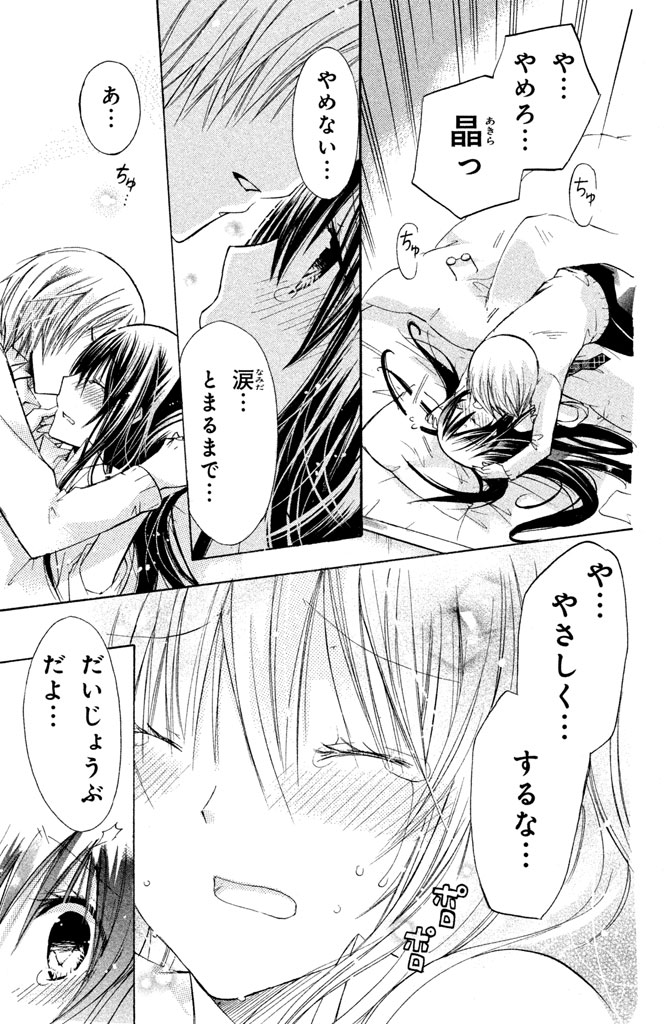 や…
やめろ…
晶っ
あきら
ちゅ
ちゅ
やめない…
涙…
なみだ
とまるまで…
あ…
ちゅ…
や…
やさしく…
するな…
ポロ
ポロ
だいじょうぶ
だよ…